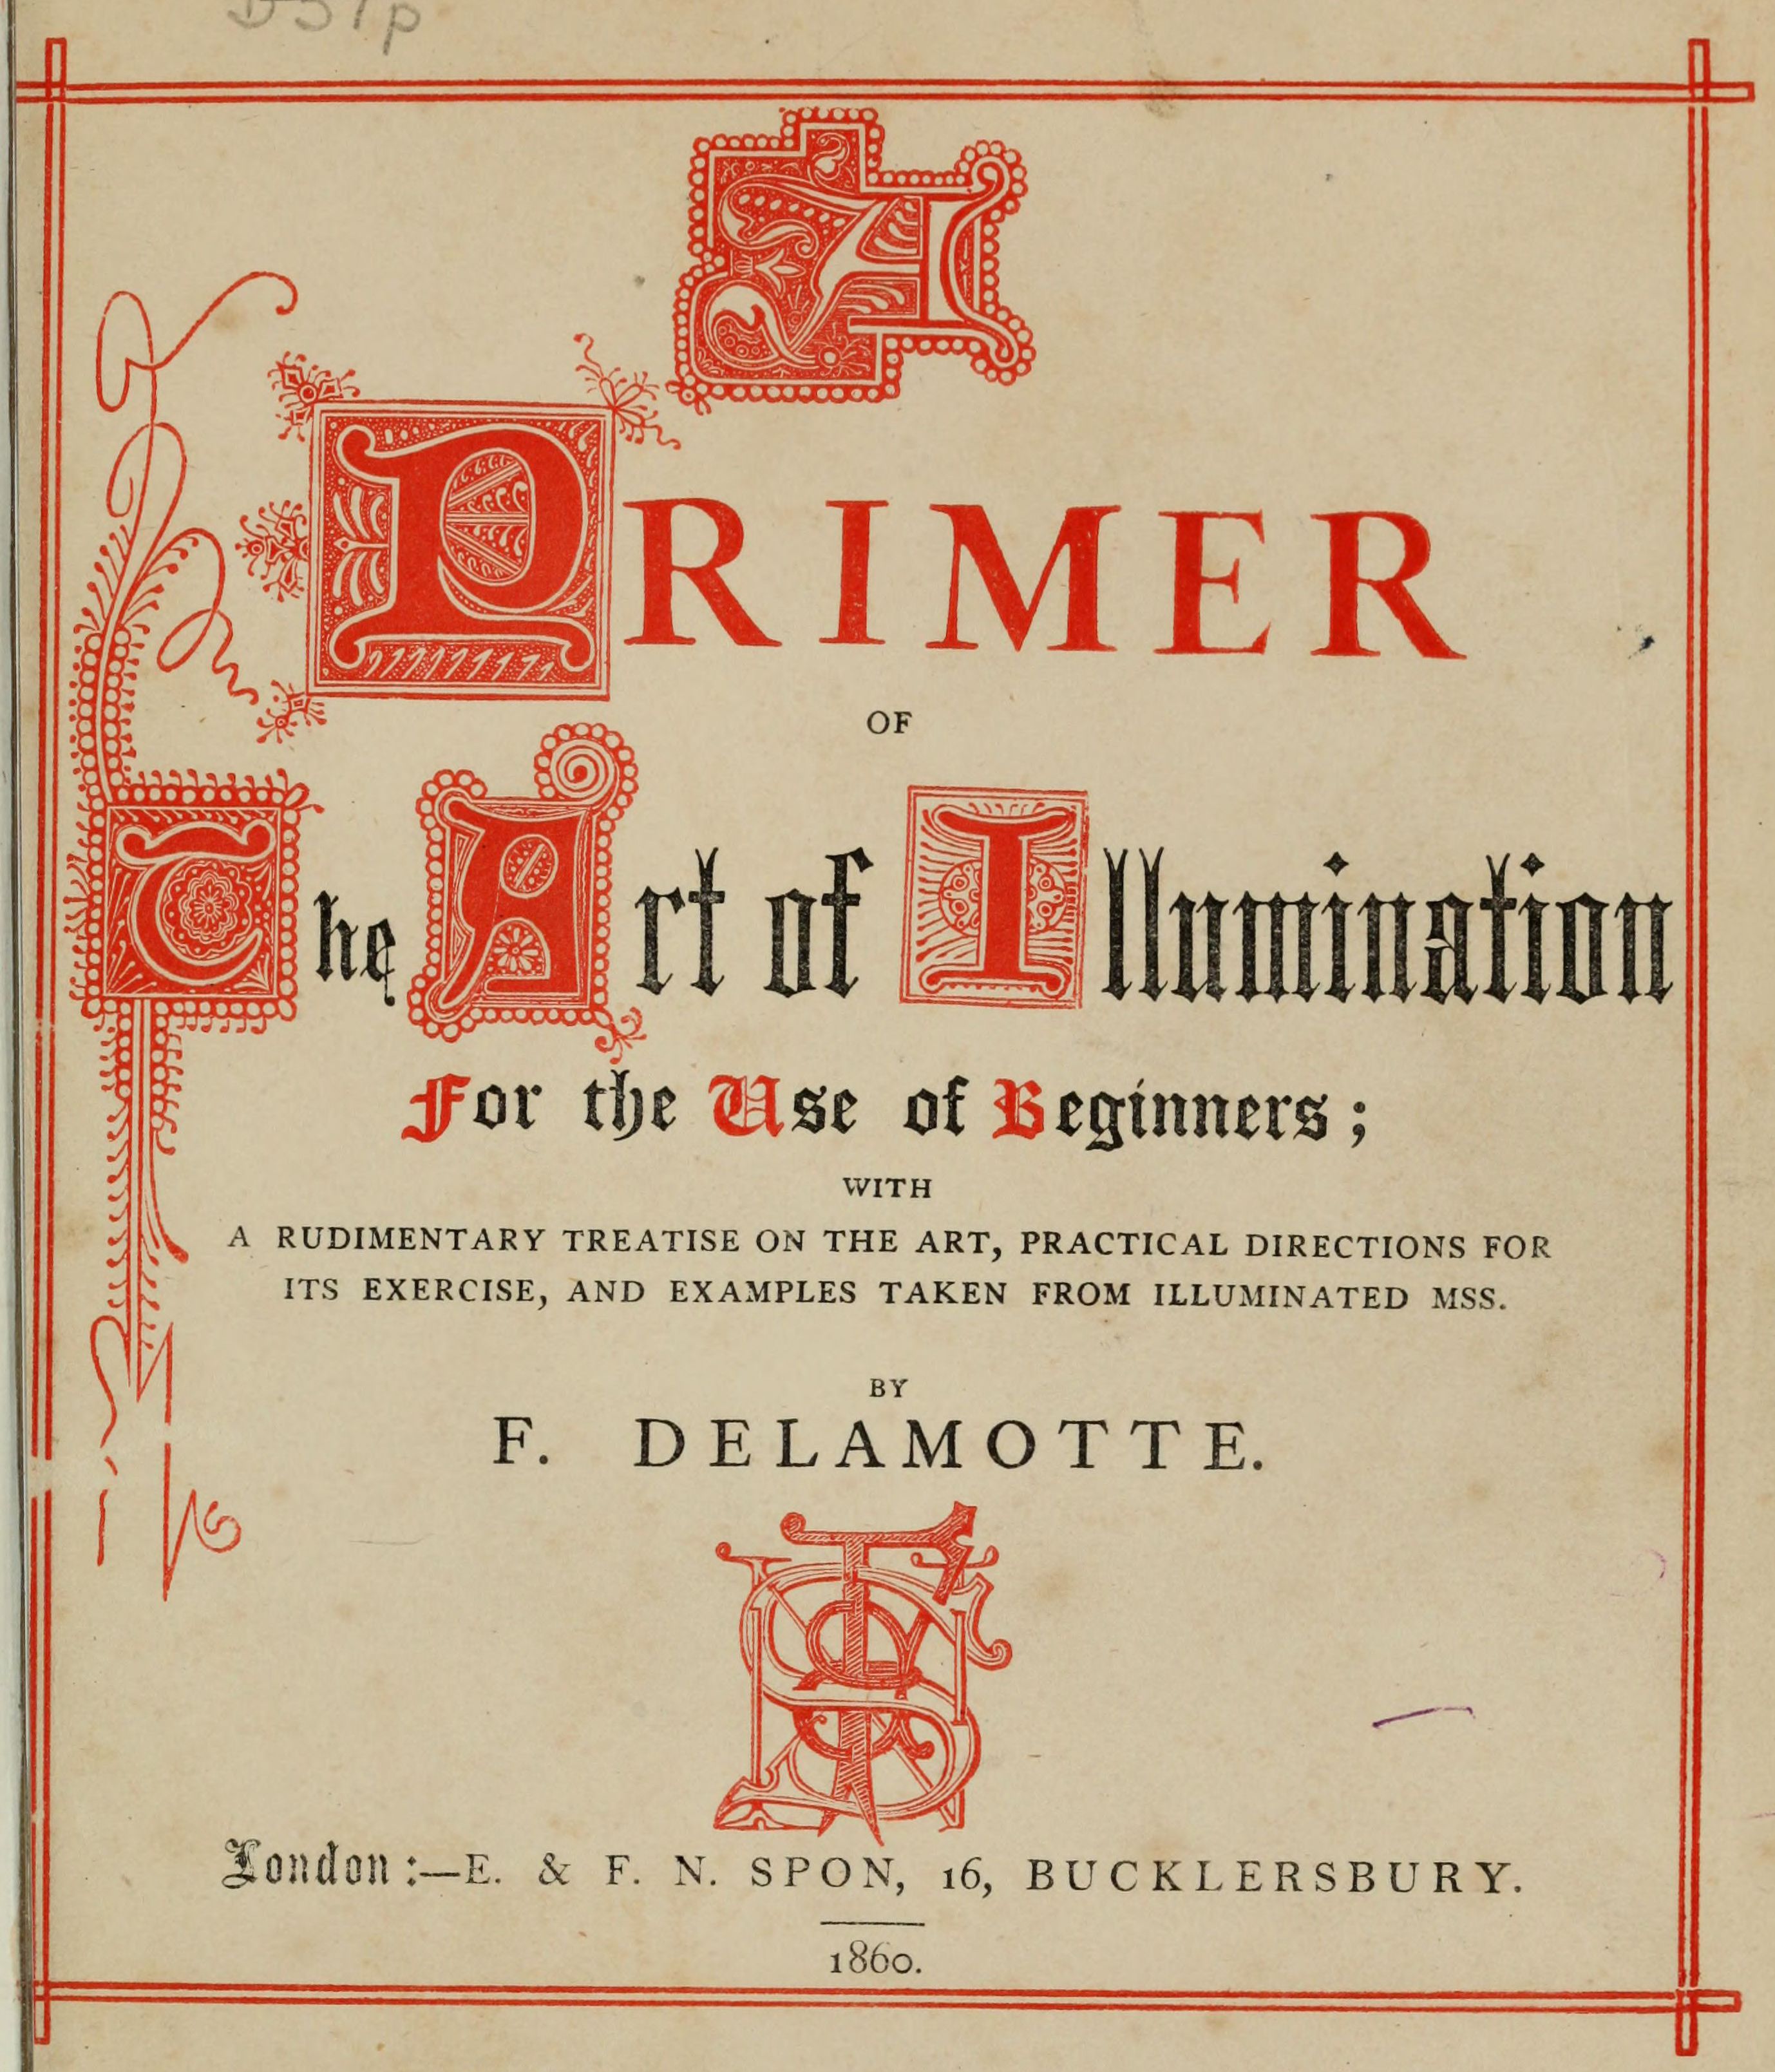 A
PRIMER
OF
The Art of Illumination
For the Use of Beginners;
WITH
A RUDIMENTARY TREATISE ON THE ART, PRACTICAL DIRECTIONS FOR
ITS EXERCISE, AND EXAMPLES TAKEN FROM ILLUMINATED MSS.
BY
F. DELAMOTTE.
London:—E. & F. N. SPON, 16, BUCKLERSBURY.
1860.